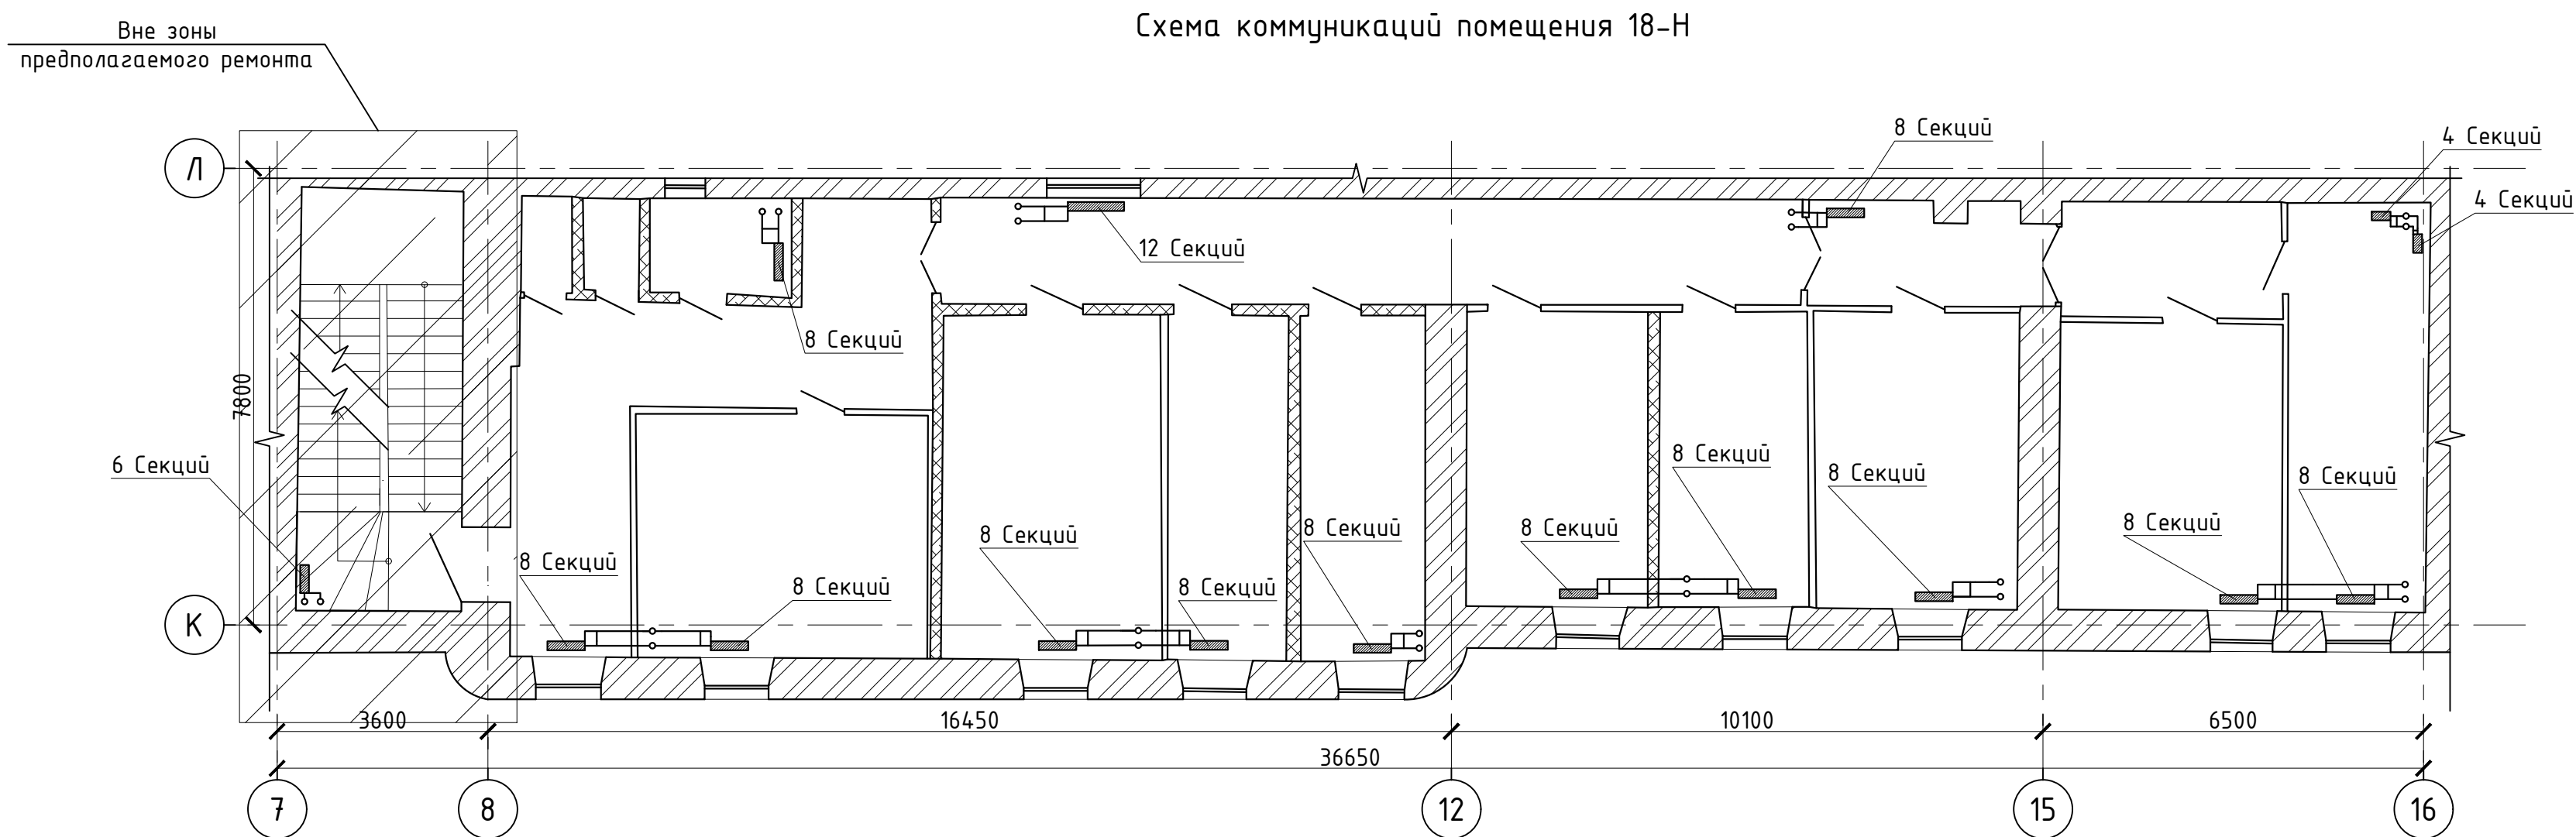 Схема коммуникаций помещения 18-Н
Вне зоны
предполагаемого ремонта
8 Секций
4 Секций
Л
4 Секций
12 Секций
8 Секций
7800
6 Секций
8 Секций
8 Секций
8 Секций
8 Секций
8 Секций
8 Секций
8 Секций
8 Секций
8 Секций
8 Секций
К
3600
16450
10100
6500
36650
7
8
12
15
16